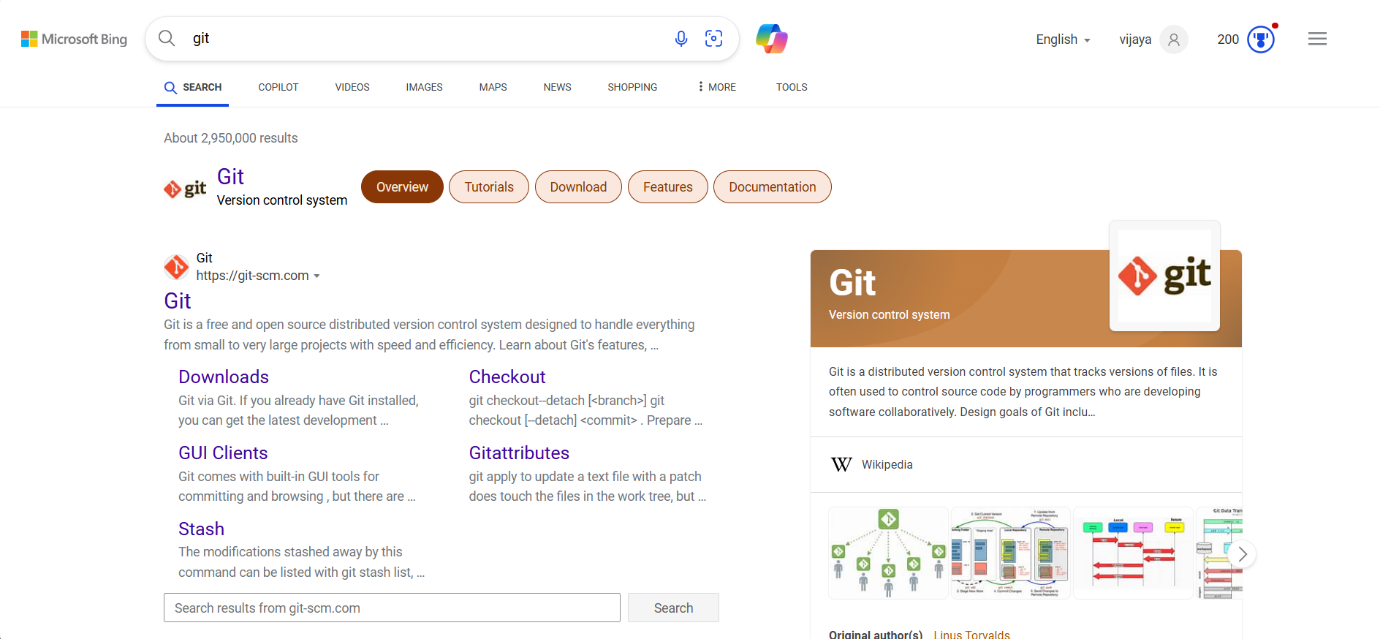 Microsoft Bing
git
English
vijaya
200
SEARCH
COPILOT
VIDEOS
IMAGES
MAPS
NEWS
SHOPPING
MORE
TOOLS
About 2,950,000 results
git
Git
Version control system
Overview
Tutorials
Download
Features
Documentation
Git
https://git-scm.com
Git
Git is a free and open source distributed version control system designed to handle everything
from small to very large projects with speed and efficiency. Learn about Git's features, ...
Downloads
Git via Git. If you already have Git installed,
you can get the latest development ...
Checkout
git checkout--detach [<branch>] git
checkout [--detach] <commit> . Prepare ...
GUI Clients
Git comes with built-in GUI tools for
committing and browsing , but there are ...
Gitattributes
git apply to update a text file with a patch
does touch the files in the work tree, but ...
Stash
The modifications stashed away by this
command can be listed with git stash list, ...
Search results from git-scm.com
Search
Git
Version control system
git
Git is a distributed version control system that tracks versions of files. It is
often used to control source code by programmers who are developing
software collaboratively. Design goals of Git inclu...
W Wikipedia
Original author(s) Linus Torvalds